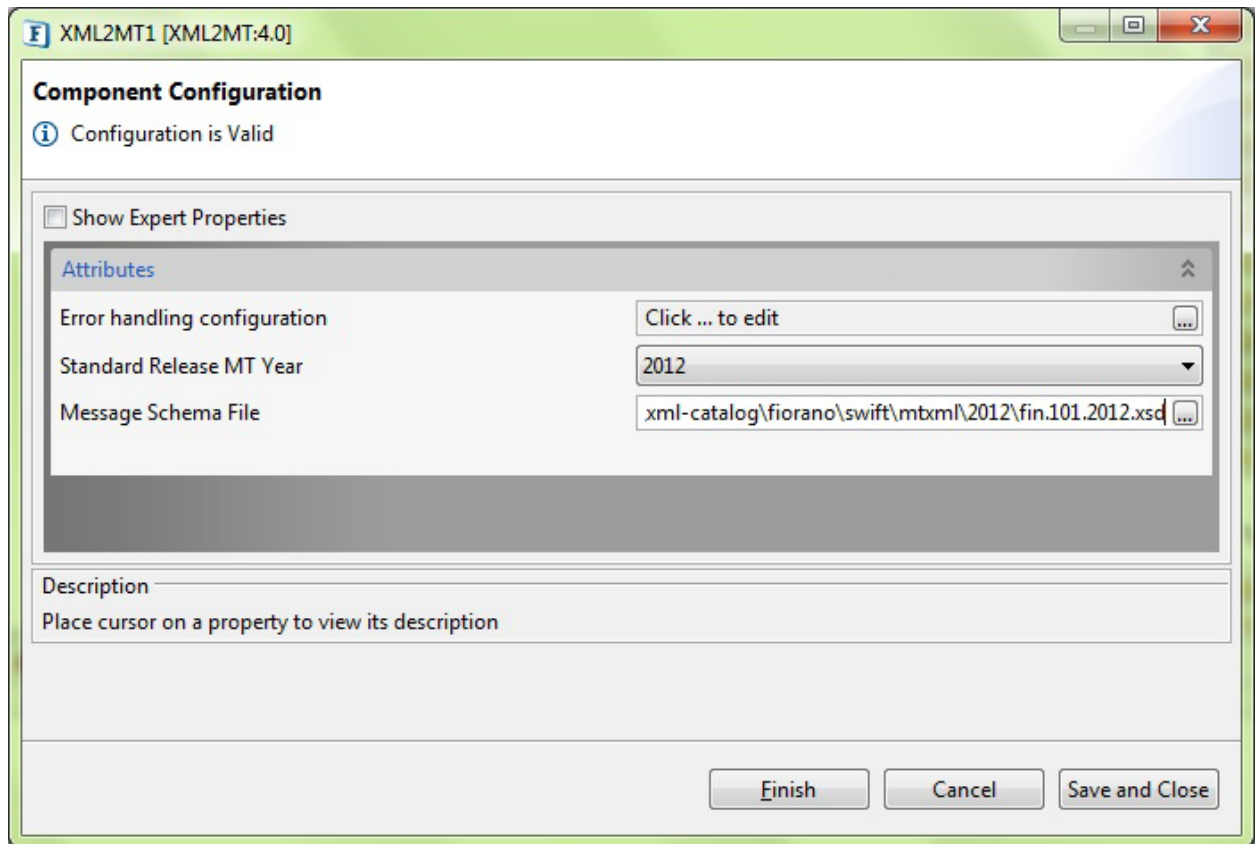 F XML2MT1 [XML2MT:4.0]
Component Configuration
i Configuration is Valid
Show Expert Properties
Attributes
Error handling configuration Click ... to edit ...
Standard Release MT Year 2012
Message Schema File xml-catalog\fiorano\swift\mtxml\2012\fin.101.2012.xsd ...
Description
Place cursor on a property to view its description
Finish Cancel Save and Close